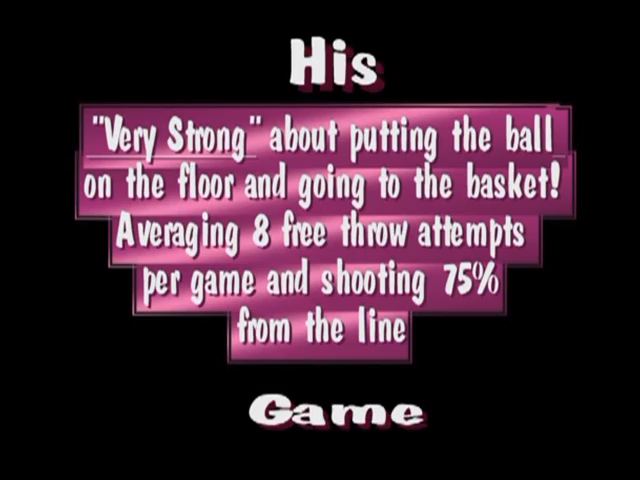 His
"Very Strong" about putting the ball
on the floor and going to the basket!
Averaging 8 free throw attempts
per game and shooting 75%
from the line
Game